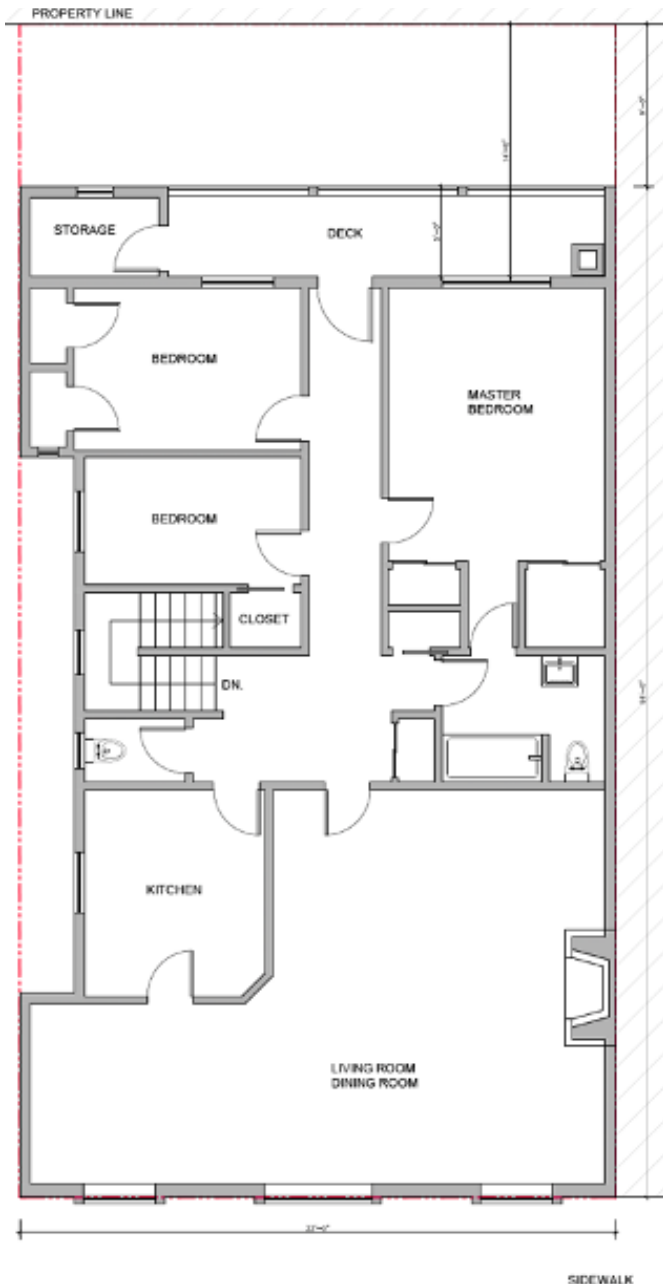 PROPERTY LINE
STORAGE
DECK
BEDROOM
MASTER
BEDROOM
BEDROOM
CLOSET
DN.
KITCHEN
LIVING ROOM
DINING ROOM
SIDEWALK